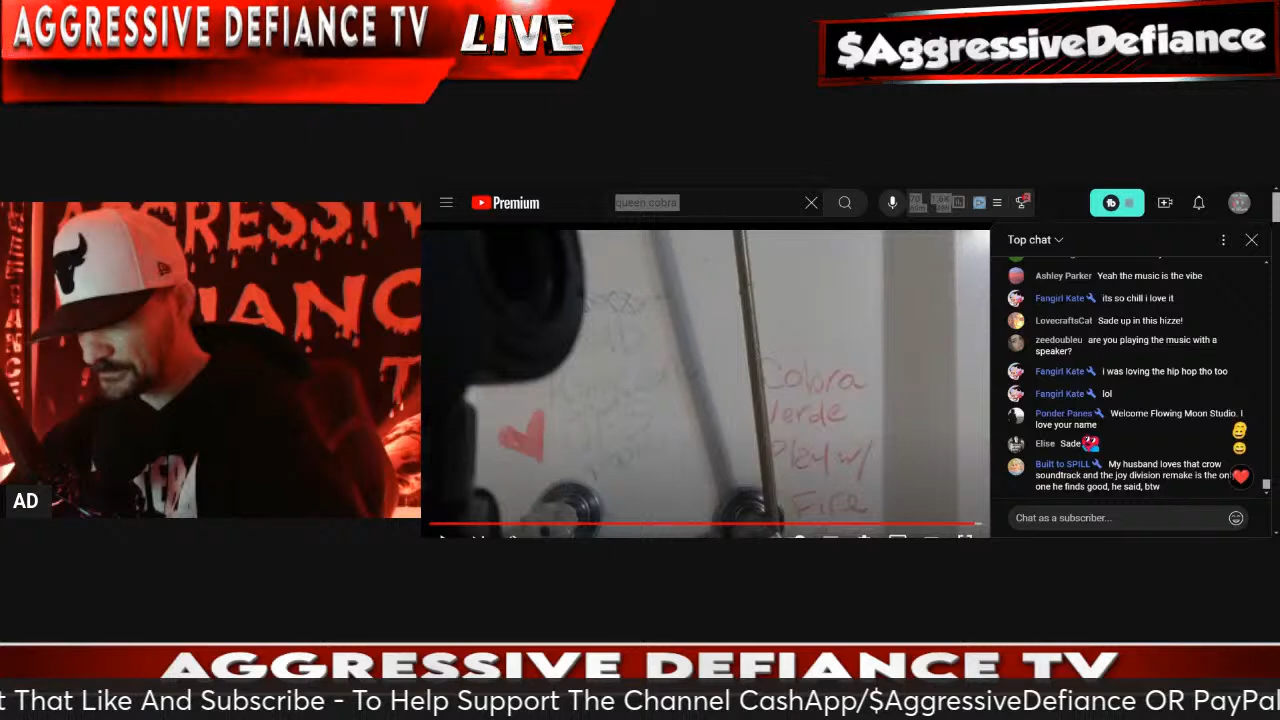 AGGRESSIVE DEFIANCE TV
LIVE
$AggressiveDefiance
Premium
queen cobra
Top chat
Ashley Parker Yeah the music is the vibe
Fangirl Kate its so chill i love it
LovecraftsCat Sade up in this hizze!
zeedoubleu are you playing the music with a
speaker?
Fangirl Kate i was loving the hip hop tho too
Fangirl Kate lol
Ponder Panes Welcome Flowing Moon Studio. I
love your name
Elise Sade
Built to SPILL My husband loves that crow
soundtrack and the joy division remake is the on
one he finds good, he said, btw
Chat as a subscriber...
AD
Verde
Play w/
Fire
AGGRESSIVE DEFIANCE TV
t That Like And Subscribe - To Help Support The Channel CashApp/$AggressiveDefiance OR PayPa